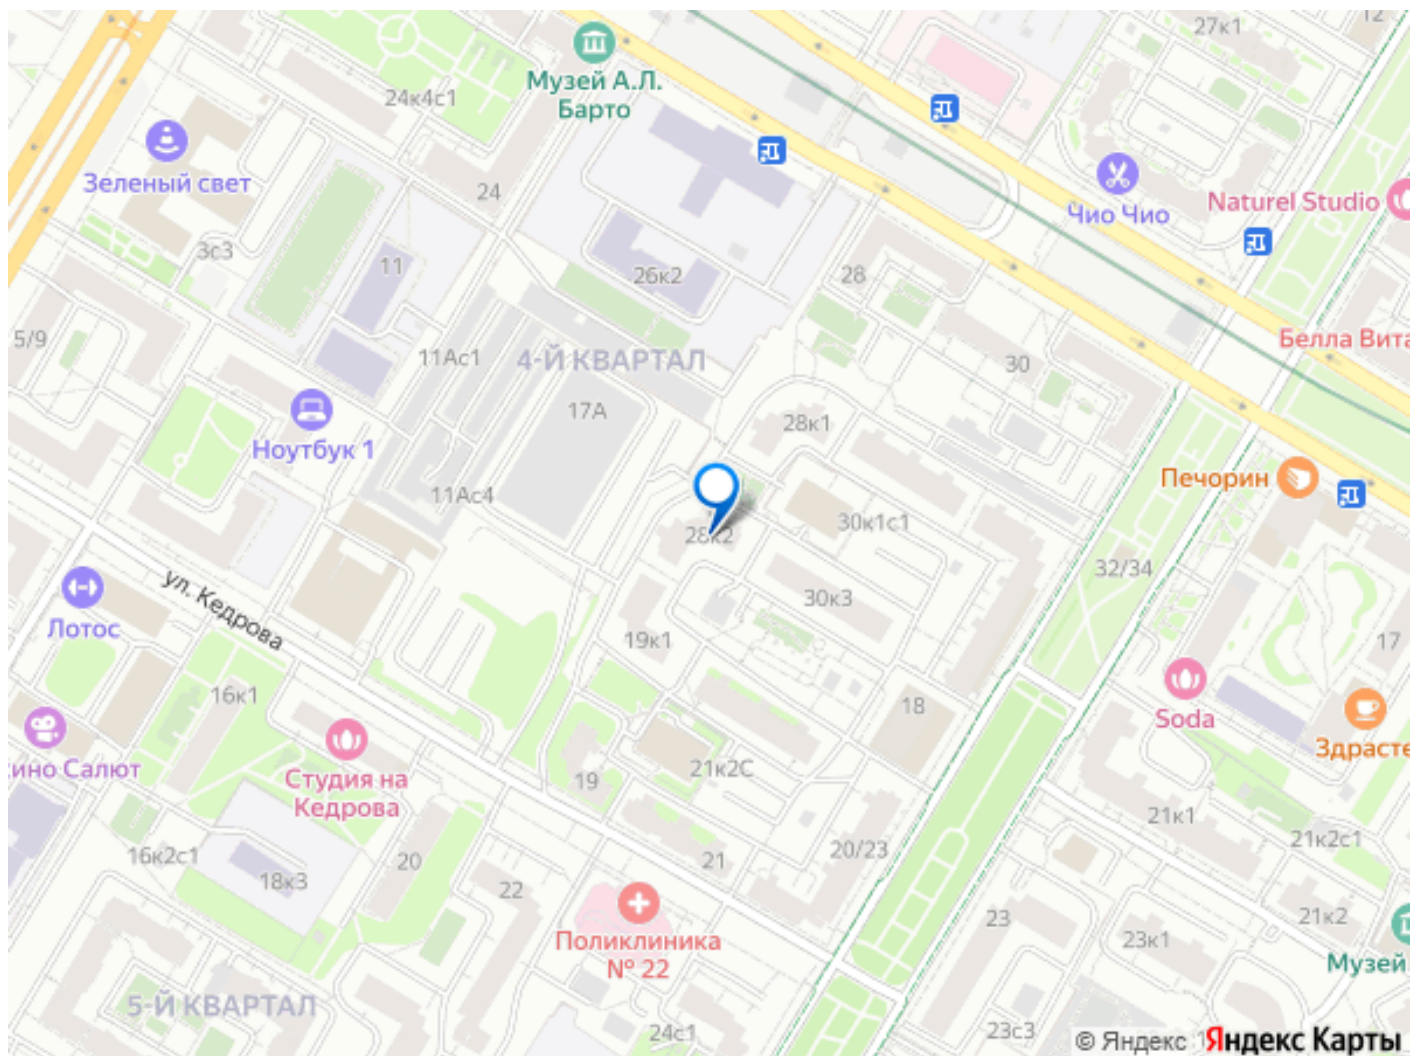 27к1
12
Музей А.Л.
Барто
24к4с1
Зеленый свет
24
Чио Чио
Naturel Studio
3с3
11
26к2
28
5/9
11Ас1
4-Й КВАРТАЛ
30
Белла Вита
17А
28к1
Ноутбук 1
11Ас4
Печорин
28к2
30к1с1
32/34
ул. Кедрова
30к3
Лотос
19к1
17
16к1
18
Soda
Здрасте
кино Салют
Студия на
Кедрова
19
21к2С
21к1
21к2с1
16к2с1
18к3
20
22
21
20/23
Поликлиника
№ 22
23
23к1
21к2
Музей
5-Й КВАРТАЛ
24с1
23с3
© Яндекс
Яндекс Карты